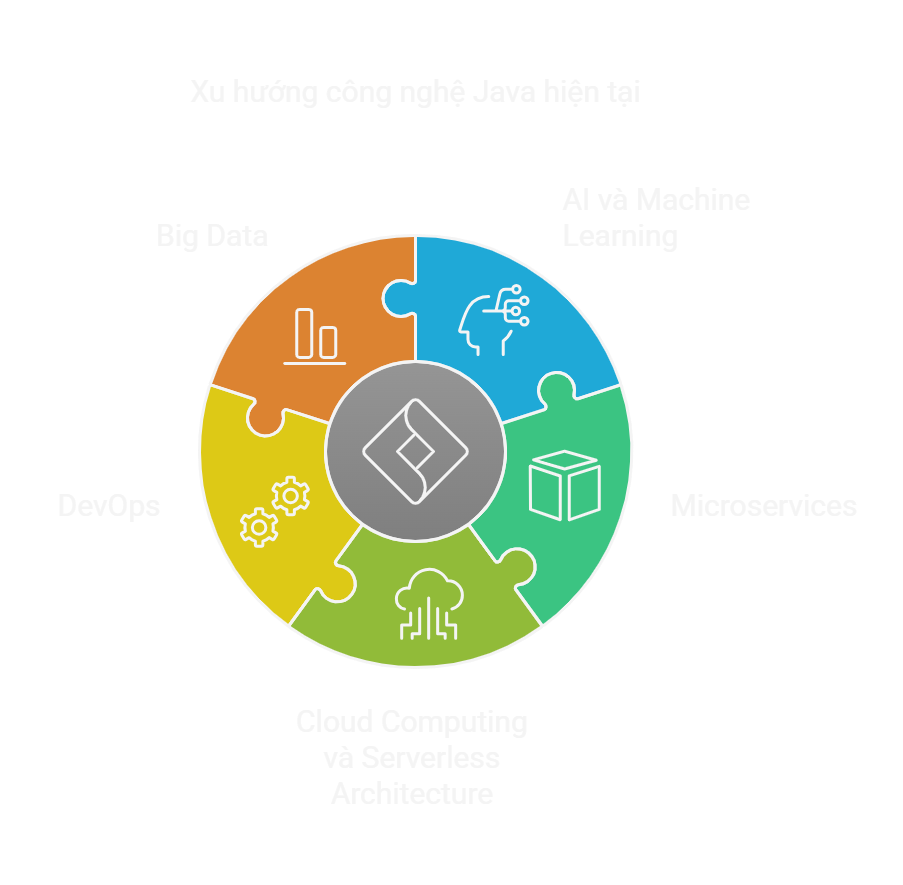 Xu hướng công nghệ Java hiện tại
AI và Machine
Learning
Big Data
DevOps
Microservices
Cloud Computing
và Serverless
Architecture